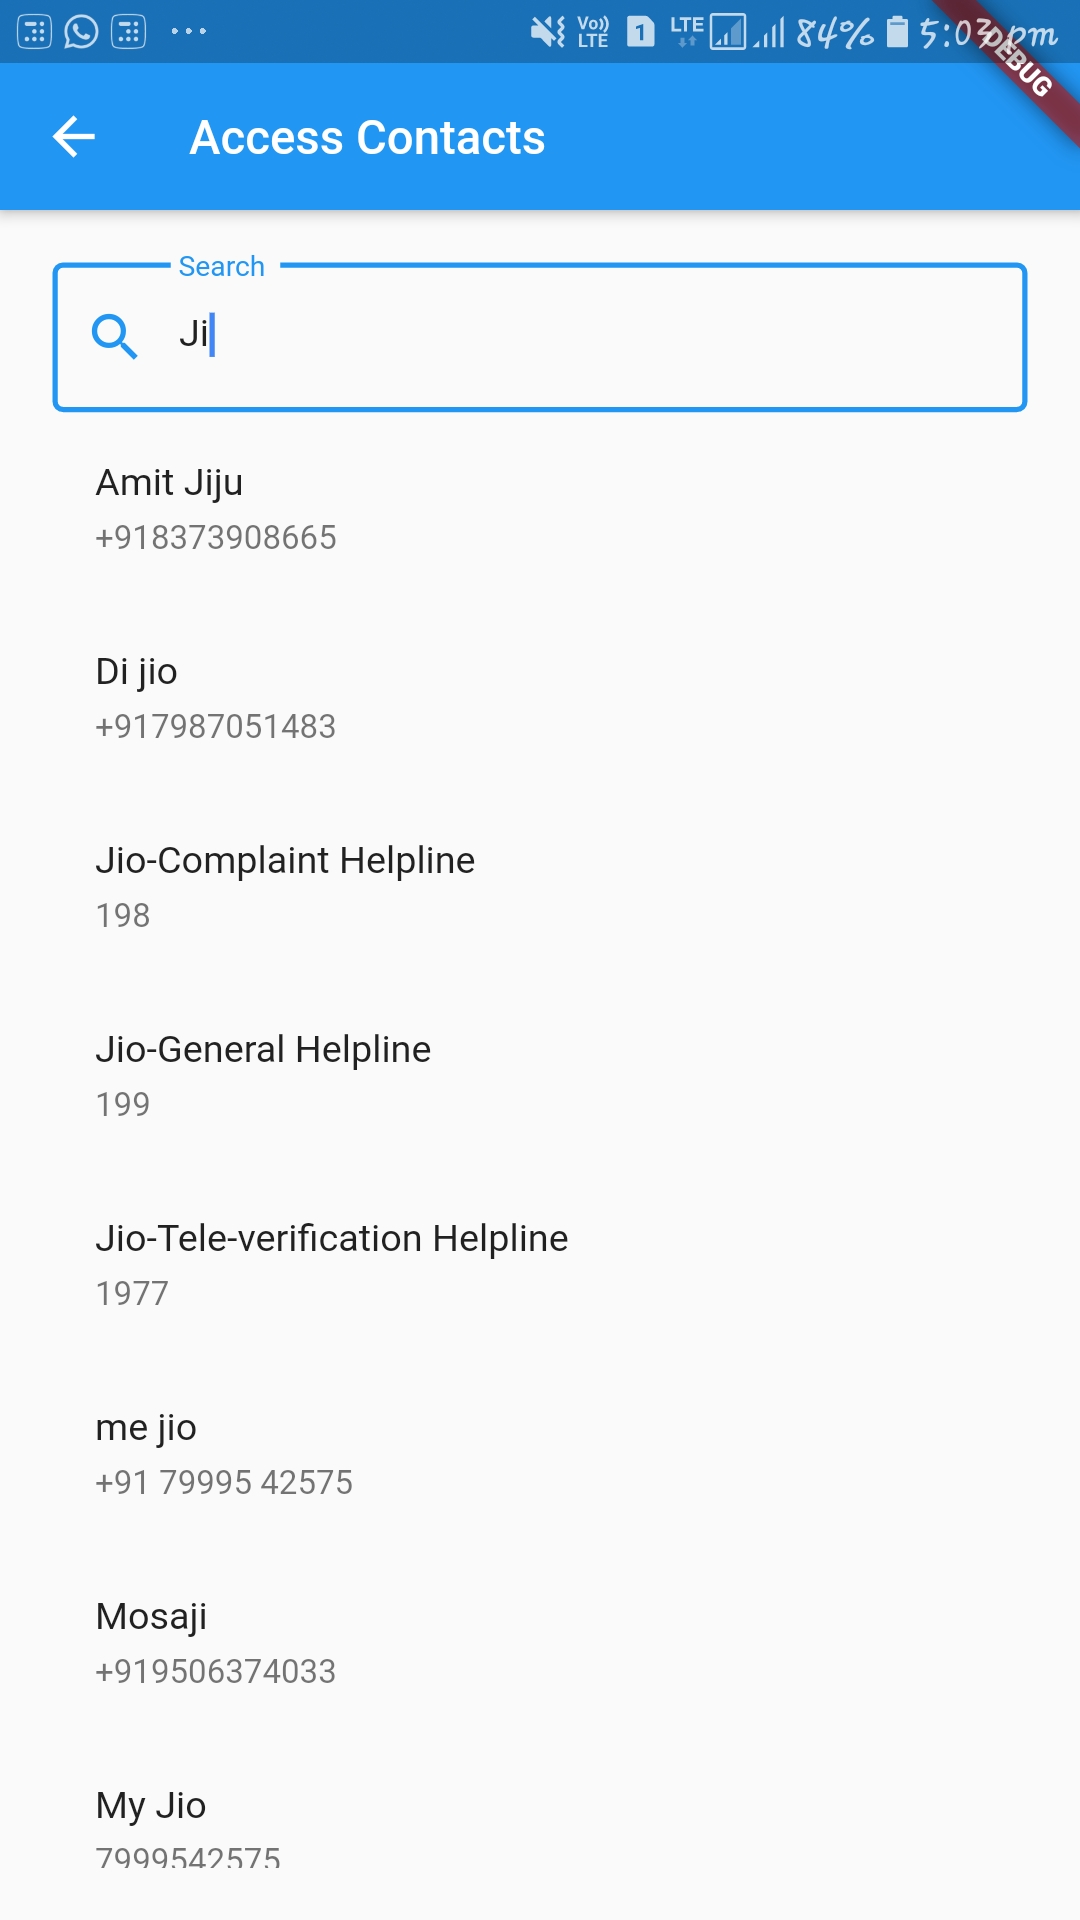 Vo)) LTE 1 LTE 84% 5:03 pm
DEBUG
Access Contacts
Search
Ji
Amit Jiju
+918373908665
Di jio
+917987051483
Jio-Complaint Helpline
198
Jio-General Helpline
199
Jio-Tele-verification Helpline
1977
me jio
+91 79995 42575
Mosaji
+919506374033
My Jio
7999542575